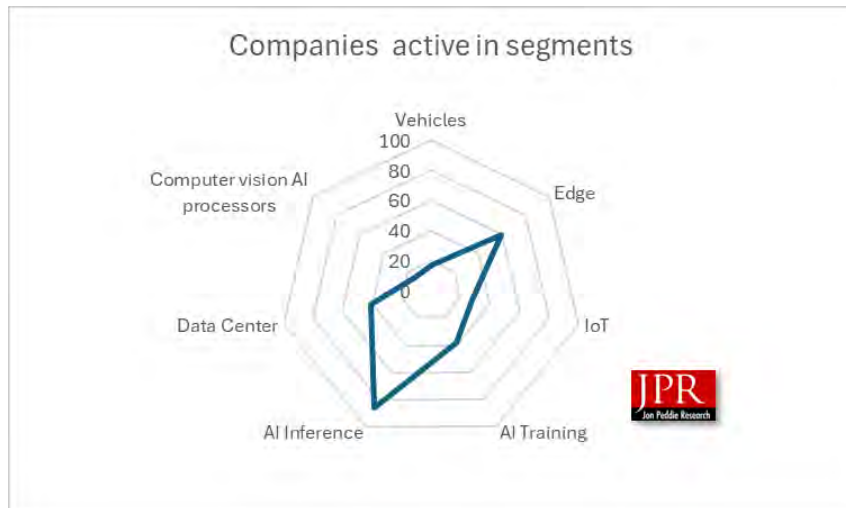 Companies active in segments
Vehicles
100
80
60
40
20
0
Computer vision AI
processors
Edge
Data Center
IoT
AI Inference
AI Training
JPR
Jon Peddie Research